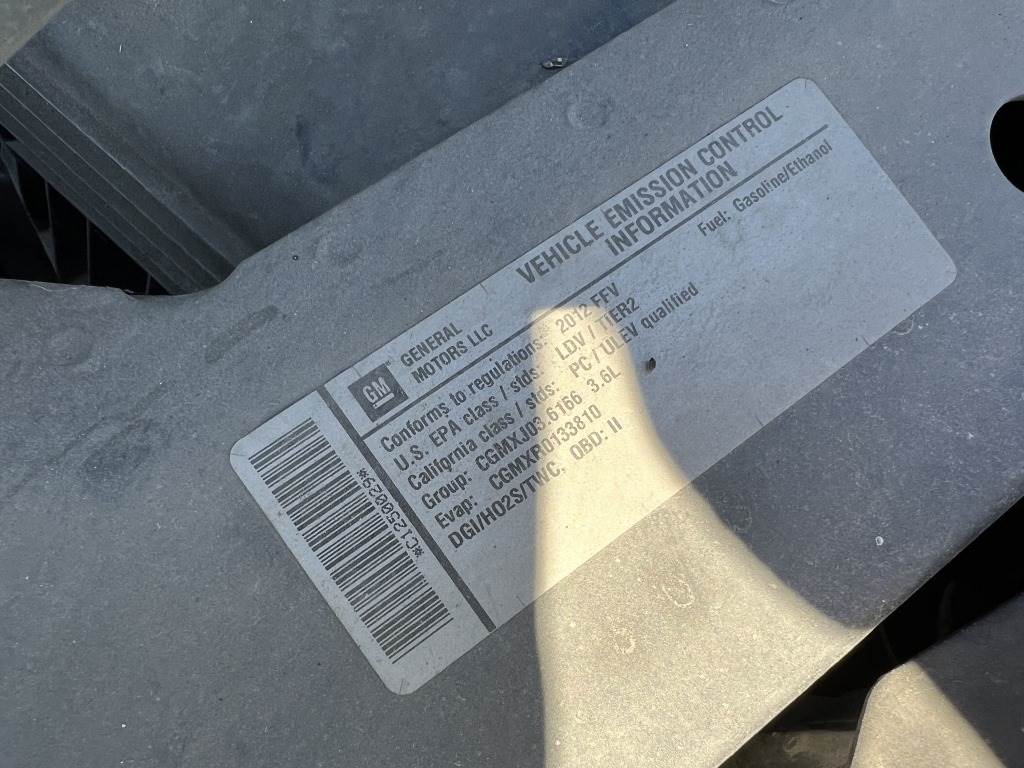 VEHICLE EMISSION CONTROL
INFORMATION
GM
GENERAL
MOTORS LLC
Fuel: Gasoline/Ethanol
Conforms to regulations: 2012 FFV
U.S. EPA class / stds: LDV / TIER2
California class / stds: PC / ULEV qualified
Group: CGMXJ03.6166 3.6L
Evap: CGMXR0133810
DGI/HO2S/TWC, OBD: II
*C1250029*